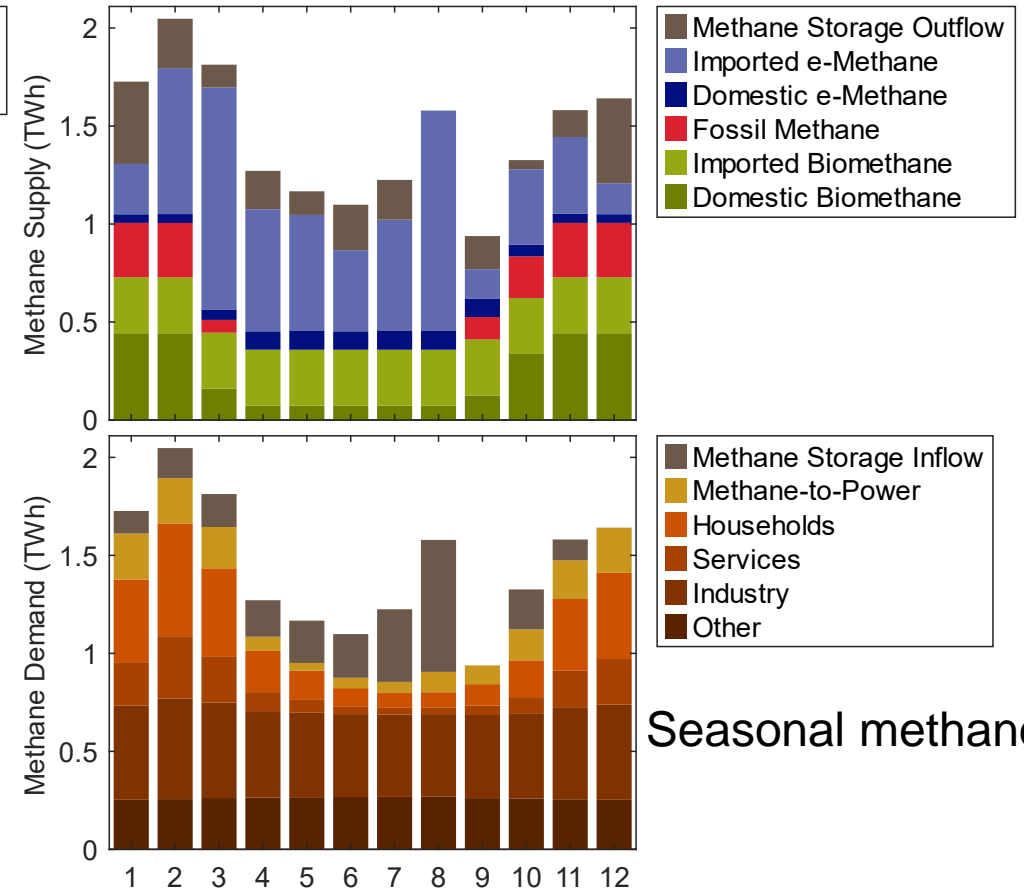 Methane Supply (TWh)
2
1.5
1
0.5
0
Methane Storage Outflow
Imported e-Methane
Domestic e-Methane
Fossil Methane
Imported Biomethane
Domestic Biomethane
Methane Demand (TWh)
2
1.5
1
0.5
0
1 2 3 4 5 6 7 8 9 10 11 12
Methane Storage Inflow
Methane-to-Power
Households
Services
Industry
Other
Seasonal methane